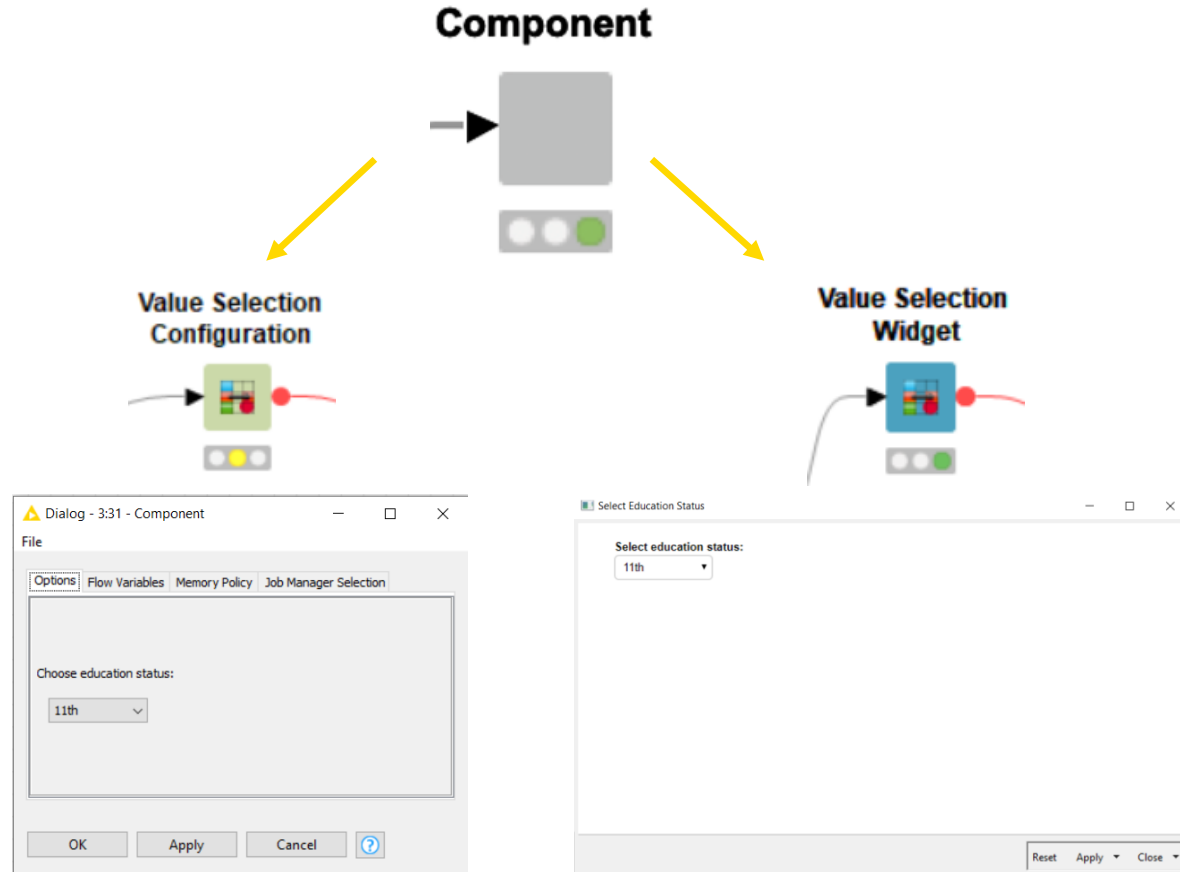 Component
Value Selection
Configuration
Value Selection
Widget
Dialog - 3:31 - Component
File
Options Flow Variables Memory Policy Job Manager Selection
Choose education status:
11th
OK Apply Cancel ?
Select Education Status
Select education status:
11th
Reset Apply Close